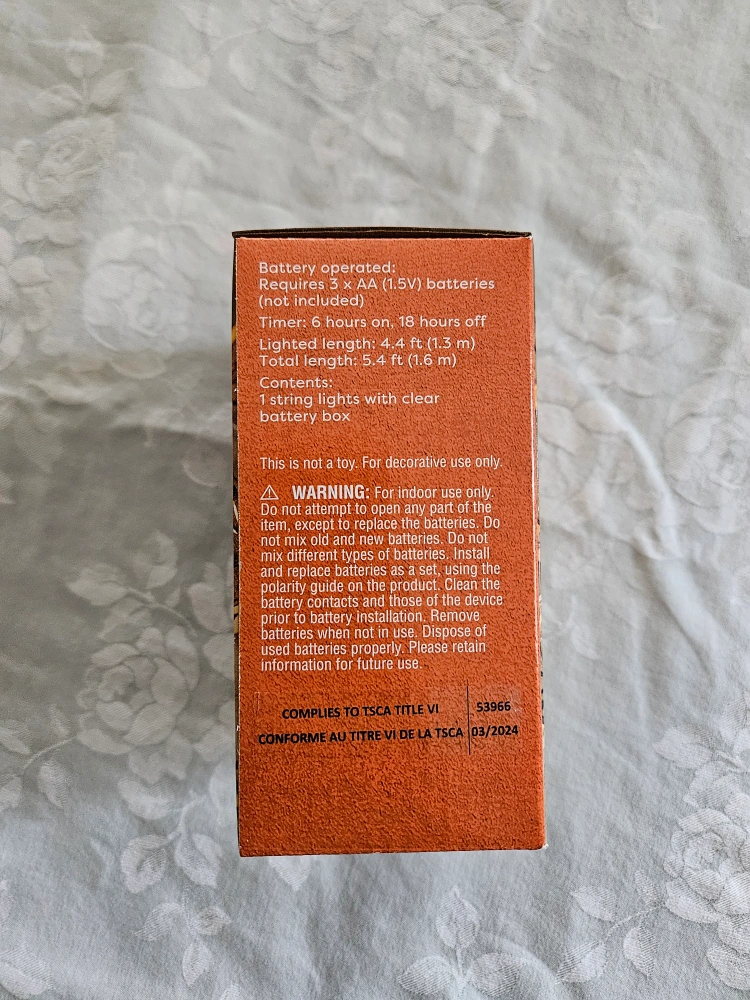 Battery operated:
Requires 3 x AA (1.5V) batteries
(not included)
Timer: 6 hours on, 18 hours off
Lighted length: 4.4 ft (1.3 m)
Total length: 5.4 ft (1.6 m)
Contents:
1 string lights with clear
battery box
This is not a toy. For decorative use only.
⚠ WARNING: For indoor use only.
Do not attempt to open any part of the
item, except to replace the batteries. Do
not mix old and new batteries. Do not
mix different types of batteries. Install
and replace batteries as a set, using the
polarity guide on the product. Clean the
battery contacts and those of the device
prior to battery installation. Remove
batteries when not in use. Dispose of
used batteries properly. Please retain
information for future use.
COMPLIES TO TSCA TITLE VI 53966
CONFORME AU TITRE VI DE LA TSCA 03/2024